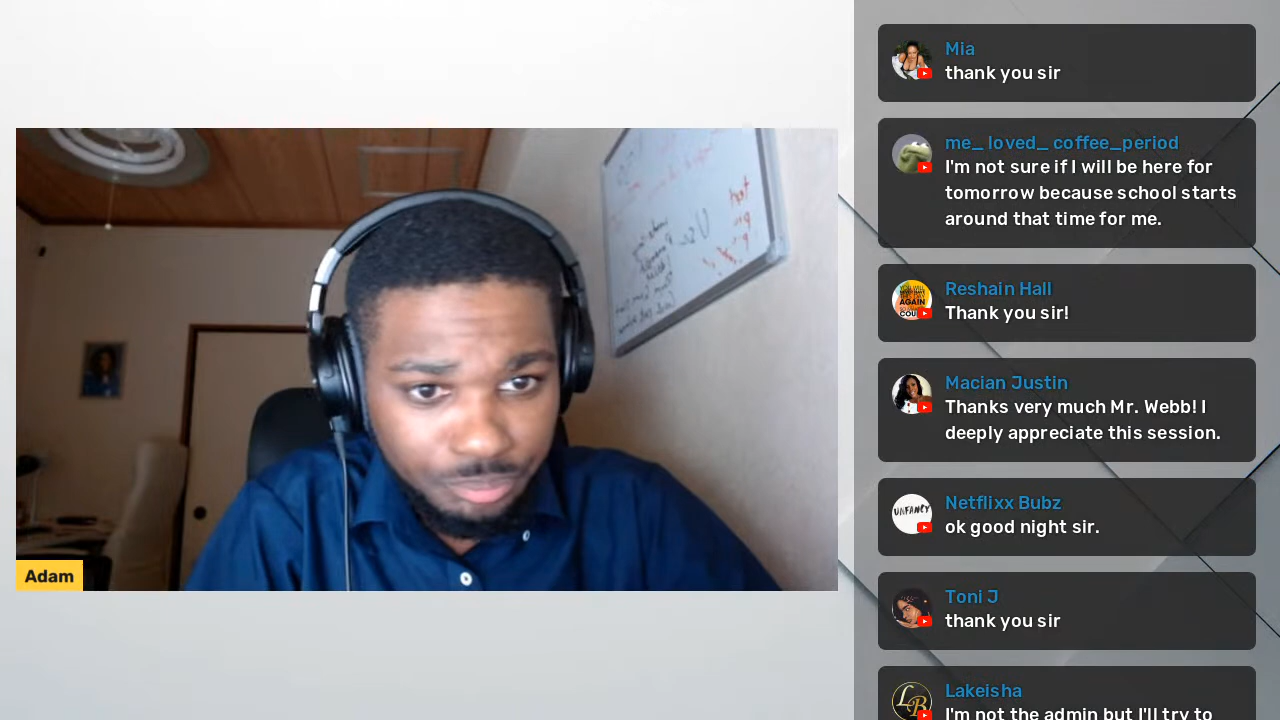 Mia
thank you sir
me_ loved_ coffee_period
I'm not sure if I will be here for
tomorrow because school starts
around that time for me.
Reshain Hall
Thank you sir!
Macian Justin
Thanks very much Mr. Webb! I
deeply appreciate this session.
UNFANCY
Netflixx Bubz
ok good night sir.
Toni J
thank you sir
LB
Lakeisha
I'm not the admin but I'll try to
Adam